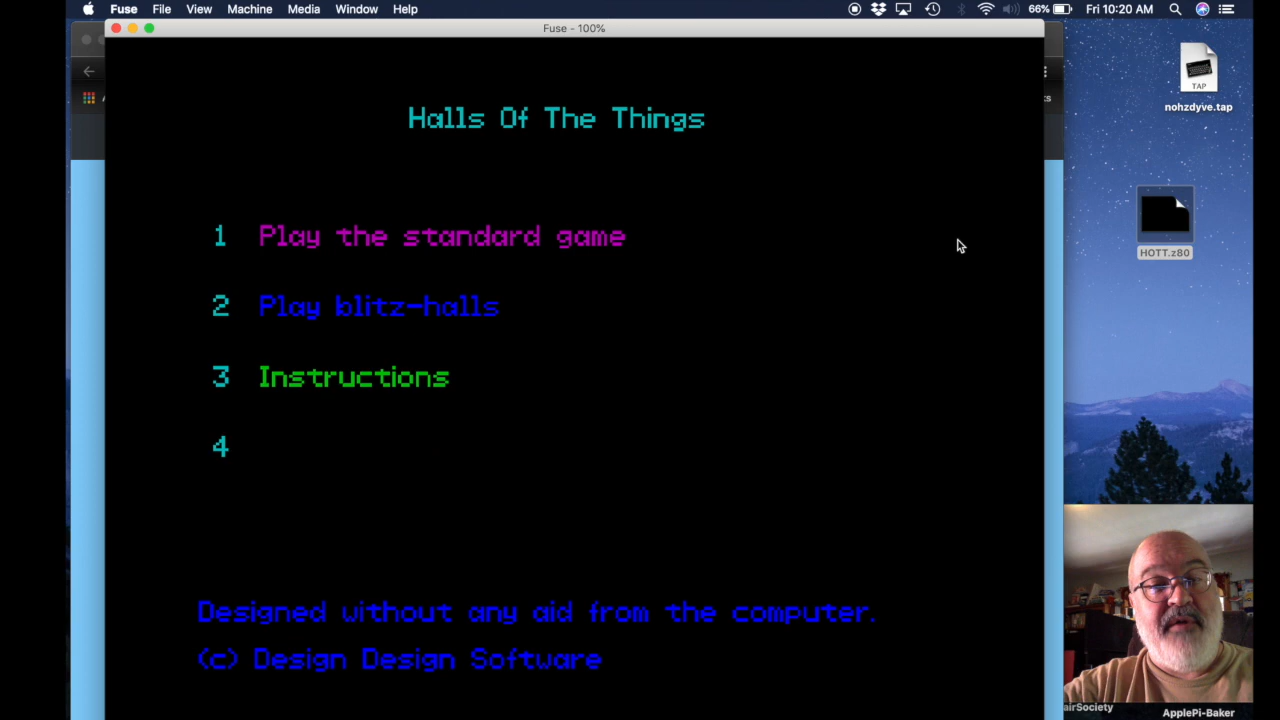 Fuse File View Machine Media Window Help 66% Fri 10:20 AM
Fuse - 100%
TAP
nohzdyve.tap
HOTT.z80
Halls Of The Things
1 Play the standard game
2 Play blitz-halls
3 Instructions
4
Designed without any aid from the computer.
(c) Design Design Software
airSociety
ApplePi-Baker